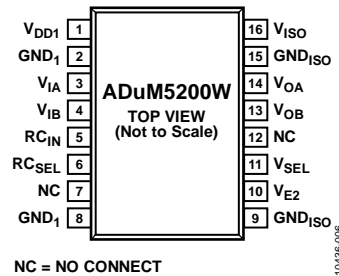 VDD1 1 16 VISO
GND1 2 15 GNDISO
VIA 3 14 VOA
VIB 4 13 VOB
RCIN 5 12 NC
RCSEL 6 11 VSEL
NC 7 10 VE2
GND1 8 9 GNDISO
ADuM5200W
TOP VIEW
(Not to Scale)
NC = NO CONNECT
10436-006